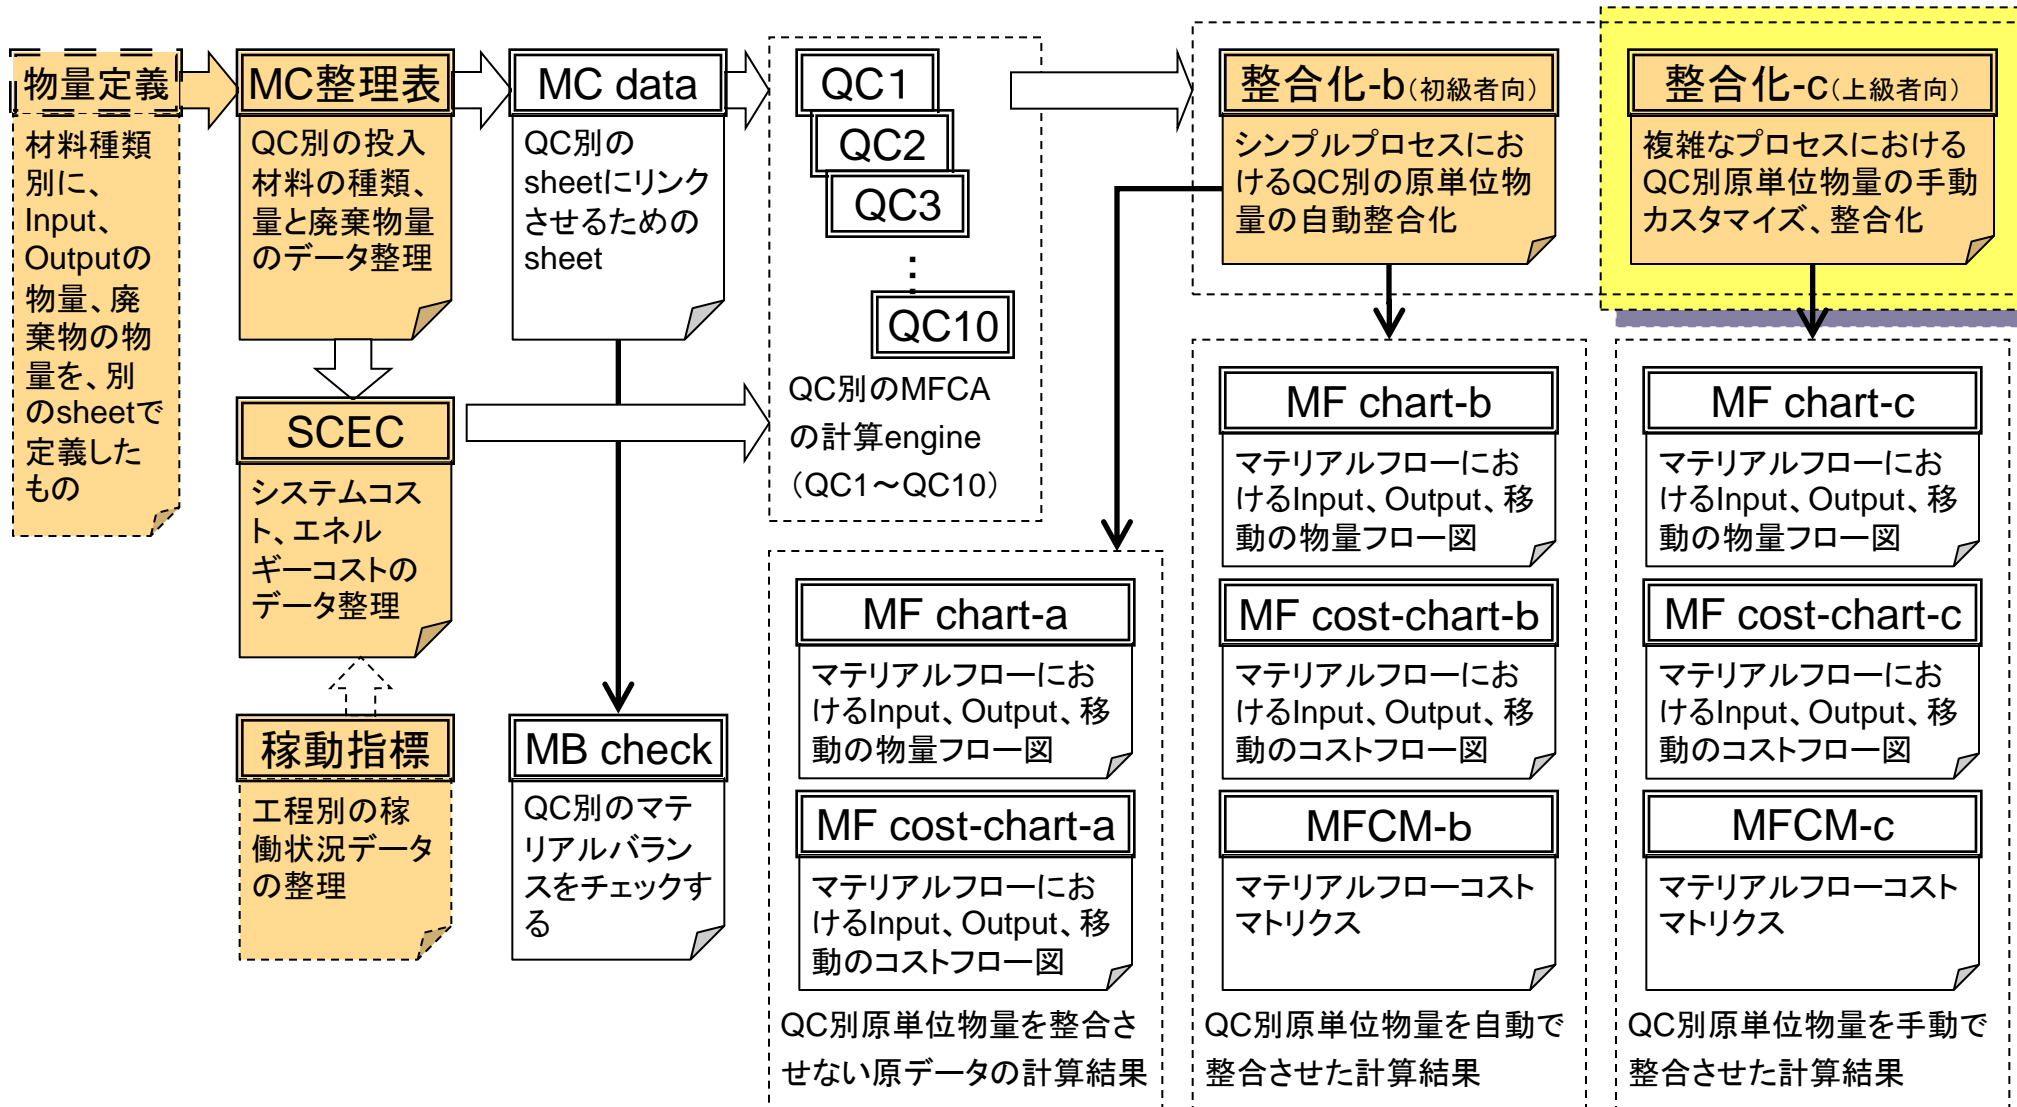 物量定義
材料種類
別に、
Input、
Outputの
物量、廃
棄物の物
量を、別
のsheetで
定義した
もの
MC整理表
QC別の投入
材料の種類、
量と廃棄物量
のデータ整理
SCEC
システムコス
ト、エネル
ギーコストの
データ整理
稼動指標
工程別の稼
働状況データ
の整理
MC data
QC別の
sheetにリンク
させるための
sheet
MB check
QC別のマテ
リアルバラン
スをチェックす
る
QC1
QC2
QC3
:
QC10
QC別のMFCA
の計算engine
（QC1～QC10）
MF chart-a
マテリアルフローにお
けるInput、Output、移
動の物量フロー図
MF cost-chart-a
マテリアルフローにお
けるInput、Output、移
動のコストフロー図
QC別原単位物量を整合さ
せない原データの計算結果
整合化-b（初級者向）
シンプルプロセスにお
けるQC別の原単位物
量の自動整合化
MF chart-b
マテリアルフローにお
けるInput、Output、移
動の物量フロー図
MF cost-chart-b
マテリアルフローにお
けるInput、Output、移
動のコストフロー図
MFCM-b
マテリアルフローコスト
マトリクス
QC別原単位物量を自動で
整合させた計算結果
整合化-c（上級者向）
複雑なプロセスにおける
QC別原単位物量の手動
カスタマイズ、整合化
MF chart-c
マテリアルフローにお
けるInput、Output、移
動の物量フロー図
MF cost-chart-c
マテリアルフローにお
けるInput、Output、移
動のコストフロー図
MFCM-c
マテリアルフローコスト
マトリクス
QC別原単位物量を手動で
整合させた計算結果